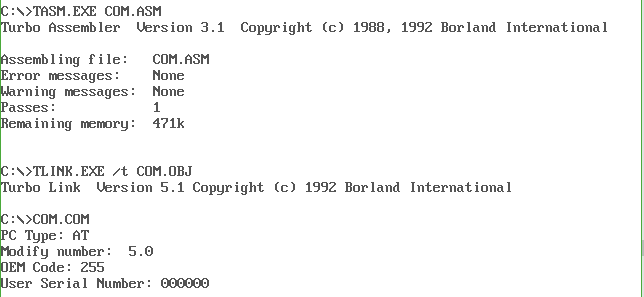 C:\>TASM.EXE COM.ASM
Turbo Assembler  Version 3.1  Copyright (c) 1988, 1992 Borland International
Assembling file:   COM.ASM
Error messages:    None
Warning messages:  None
Passes:            1
Remaining memory:  471k
C:\>TLINK.EXE /t COM.OBJ
Turbo Link  Version 5.1 Copyright (c) 1992 Borland International
C:\>COM.COM
PC Type: AT
Modify number:  5.0
OEM Code: 255
User Serial Number: 000000